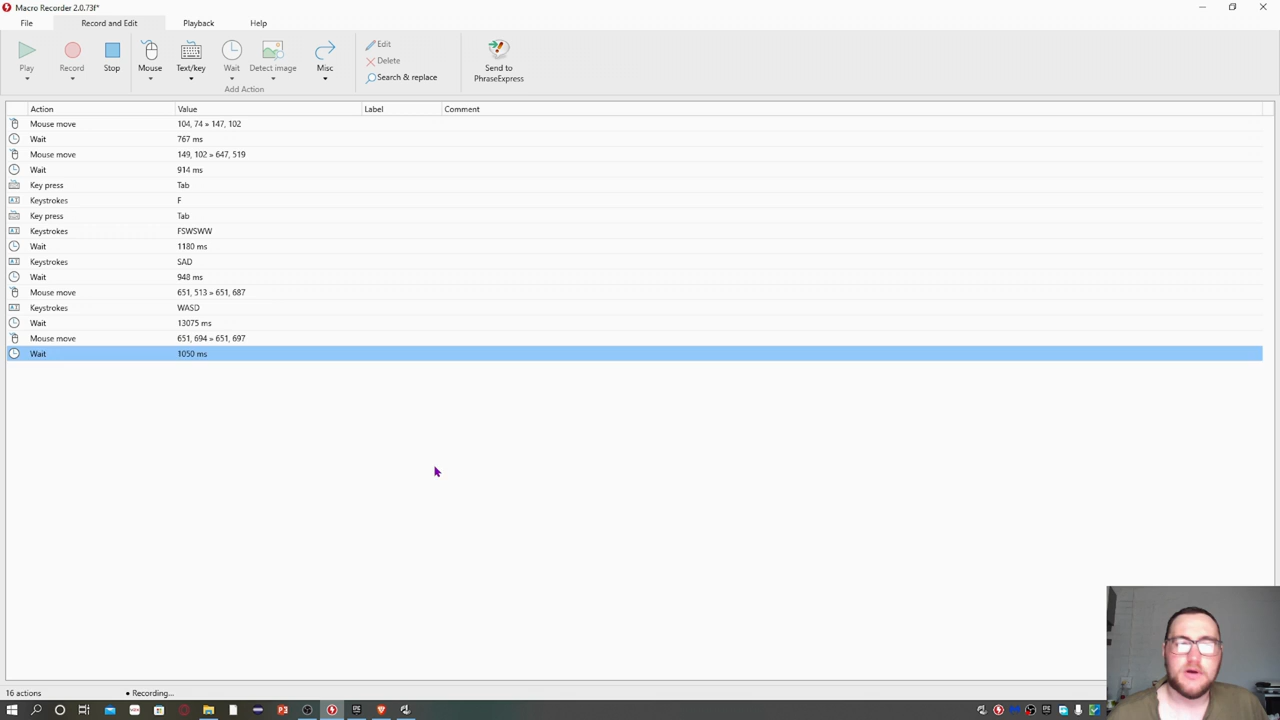 Macro Recorder 2.0.73f*
File Record and Edit Playback Help
Play Record Stop Mouse Text/key Wait Detect image Misc
Edit
Delete
Search & replace
Send to
PhraseExpress
Add Action
Action Value Label Comment
Mouse move 104, 74 » 147, 102
Wait 767 ms
Mouse move 149, 102 » 647, 519
Wait 914 ms
Key press Tab
Keystrokes F
Key press Tab
Keystrokes FSWSWW
Wait 1180 ms
Keystrokes SAD
Wait 948 ms
Mouse move 651, 513 » 651, 687
Keystrokes WASD
Wait 13075 ms
Mouse move 651, 694 » 651, 697
Wait 1050 ms
16 actions • Recording...